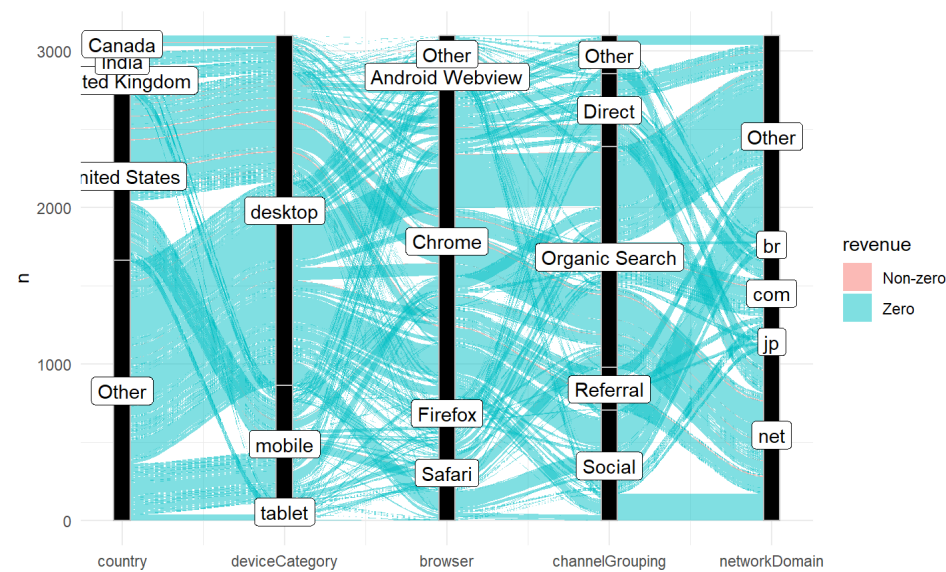 n
3000
2000
1000
0
Canada
India
ted Kingdom
nited States
Other
desktop
mobile
tablet
Other
Android Webview
Chrome
Firefox
Safari
Other
Direct
Organic Search
Referral
Social
Other
br
com
jp
net
country
deviceCategory
browser
channelGrouping
networkDomain
revenue
Non-zero
Zero